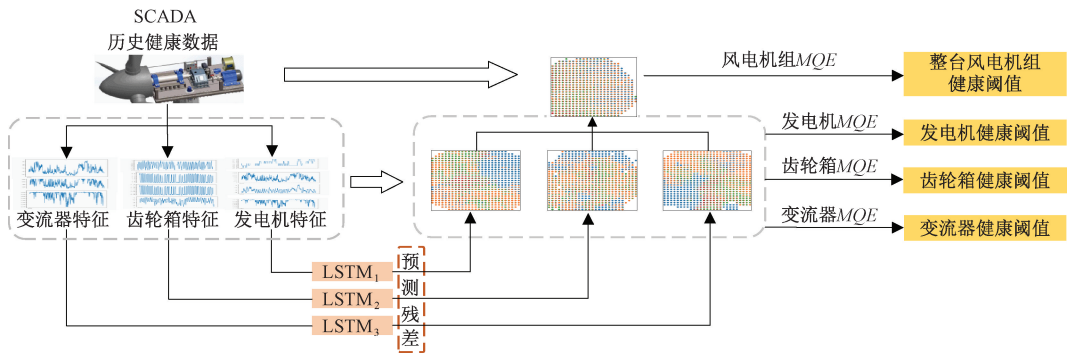 SCADA
历史健康数据
变流器特征
齿轮箱特征
发电机特征
LSTM₁
LSTM₂
LSTM₃
预
测
残
差
风电机组MQE
发电机MQE
齿轮箱MQE
变流器MQE
整台风电机组
健康阈值
发电机健康阈值
齿轮箱健康阈值
变流器健康阈值